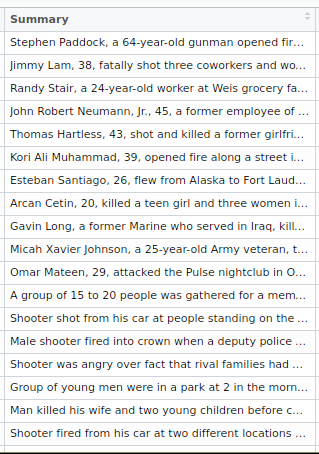 Summary
Stephen Paddock, a 64-year-old gunman opened fir...
Jimmy Lam, 38, fatally shot three coworkers and wo...
Randy Stair, a 24-year-old worker at Weis grocery fa...
John Robert Neumann, Jr., 45, a former employee of ...
Thomas Hartless, 43, shot and killed a former girlfri...
Kori Ali Muhammad, 39, opened fire along a street i...
Esteban Santiago, 26, flew from Alaska to Fort Laud...
Arcan Cetin, 20, killed a teen girl and three women i...
Gavin Long, a former Marine who served in Iraq, kill...
Micah Xavier Johnson, a 25-year-old Army veteran, t...
Omar Mateen, 29, attacked the Pulse nightclub in O...
A group of 15 to 20 people was gathered for a mem...
Shooter shot from his car at people standing on the ...
Male shooter fired into crown when a deputy police ...
Shooter was angry over fact that rival families had ...
Group of young men were in a park at 2 in the morn...
Man killed his wife and two young children before c...
Shooter fired from his car at two different locations ...